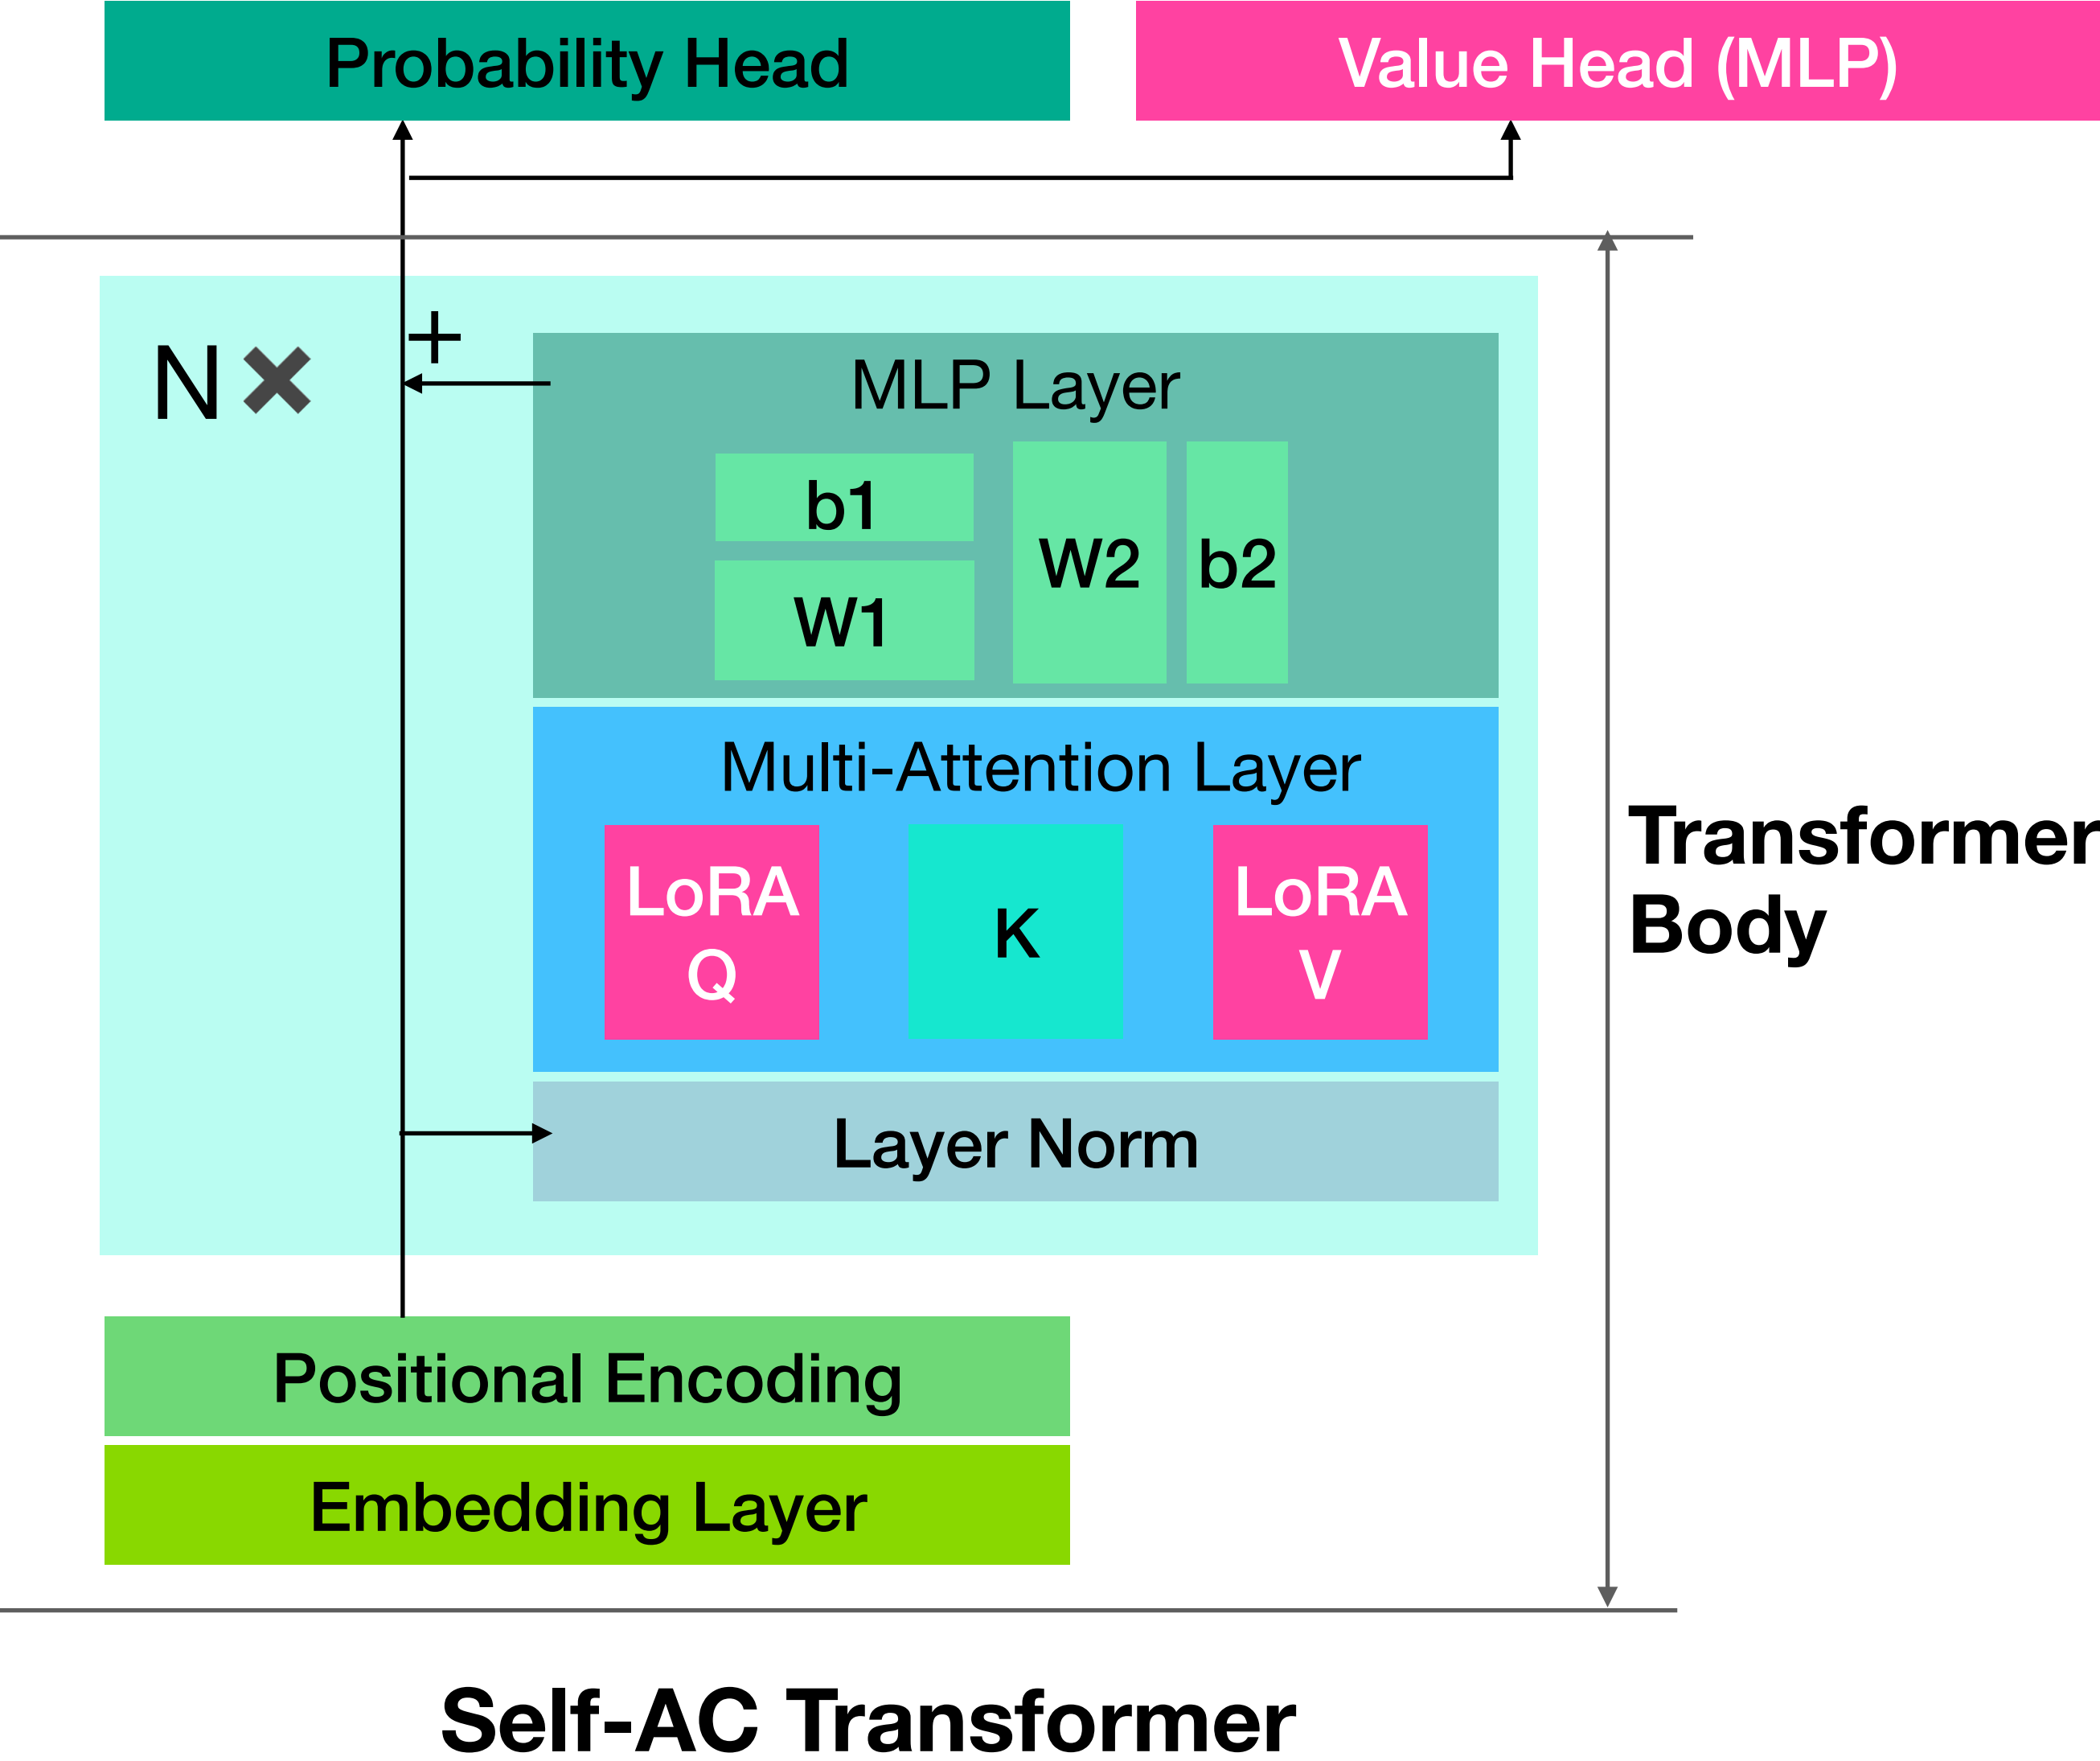 Probability Head
Value Head (MLP)
N ✖
+
MLP Layer
b1
W1
W2
b2
Multi-Attention Layer
LoRA
Q
K
LoRA
V
Layer Norm
Transformer
Body
Positional Encoding
Embedding Layer
Self-AC Transformer